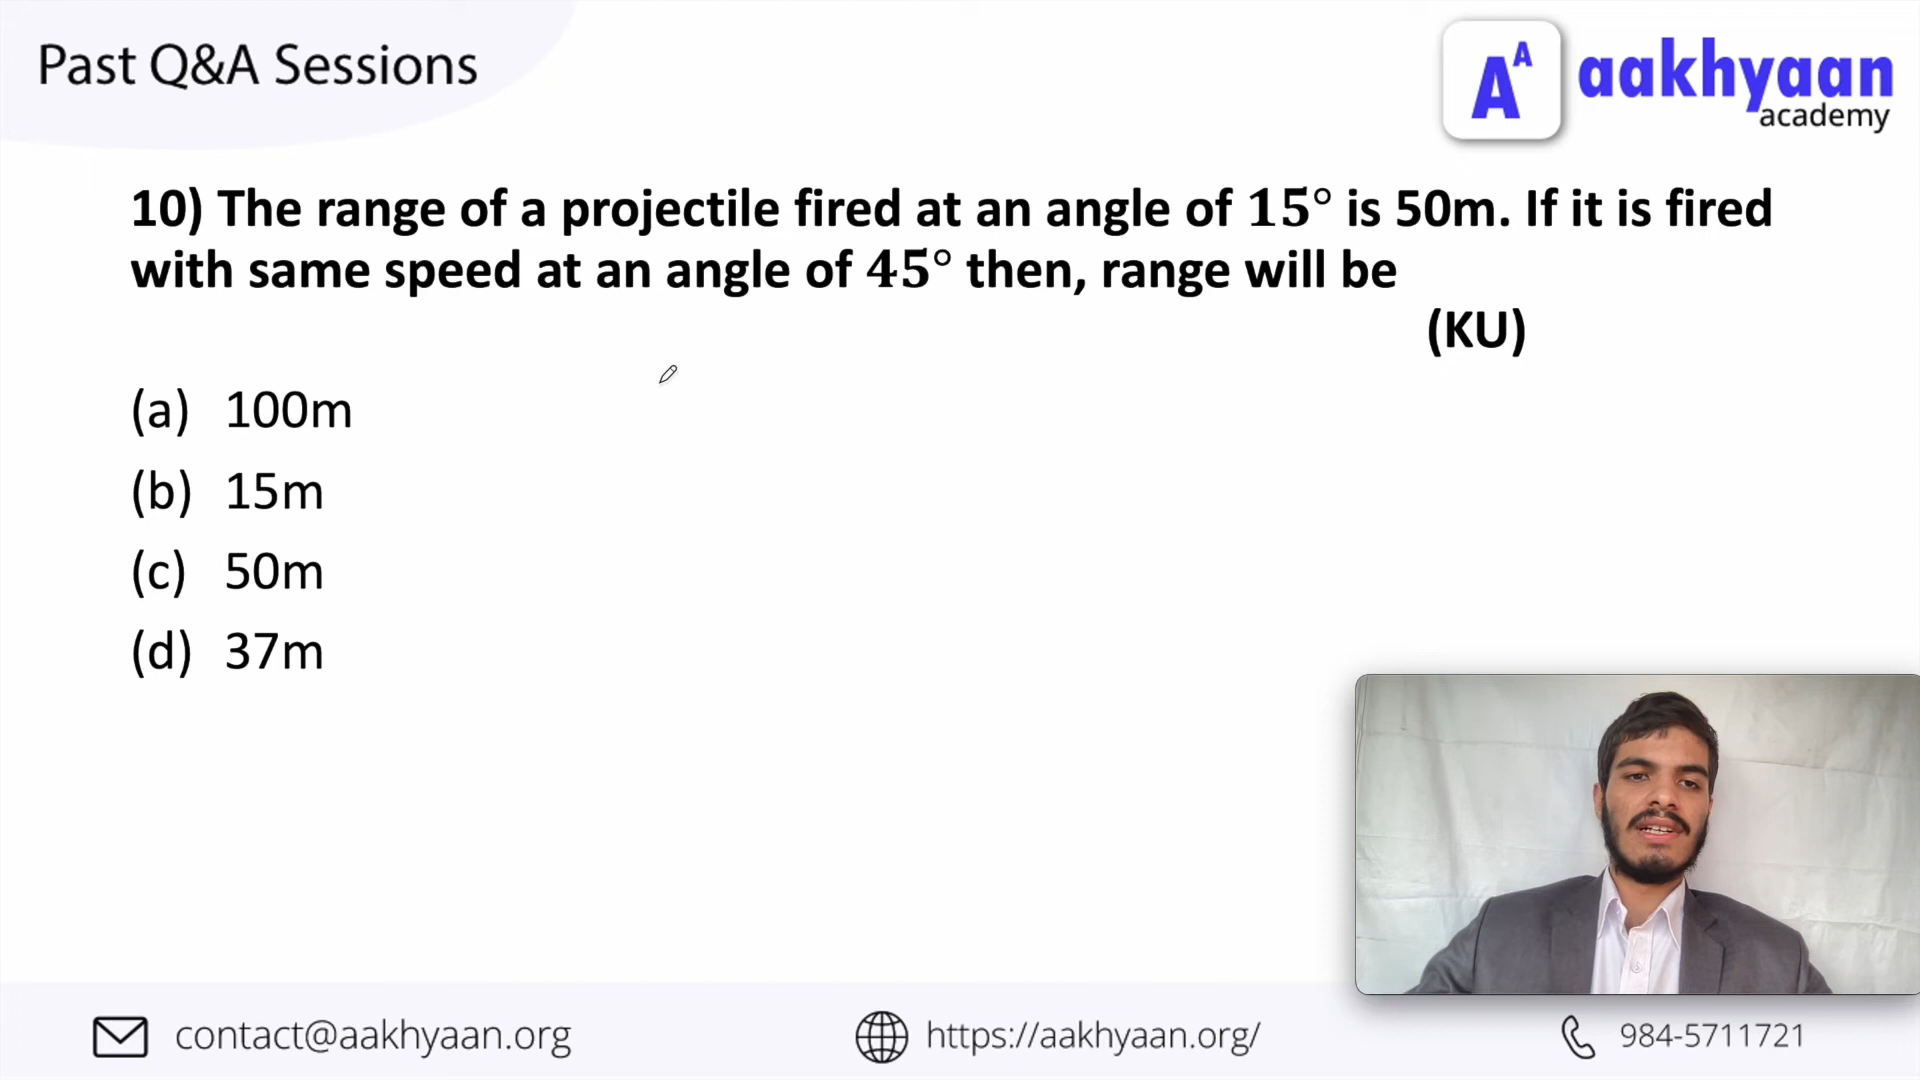 Past Q&A Sessions
AA aakhyaan
academy
10) The range of a projectile fired at an angle of 15° is 50m. If it is fired
with same speed at an angle of 45° then, range will be
(KU)
(a) 100m
(b) 15m
(c) 50m
(d) 37m
contact@aakhyaan.org
https://aakhyaan.org/
984-5711721